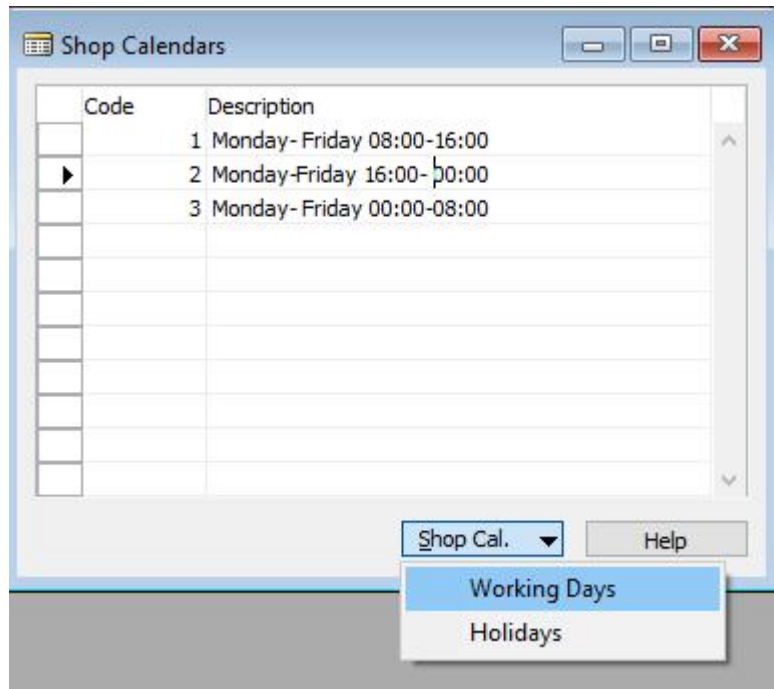 Shop Calendars
Code Description
1 Monday- Friday 08:00-16:00
2 Monday-Friday 16:00- 00:00
3 Monday- Friday 00:00-08:00
Shop Cal. Help
Working Days
Holidays